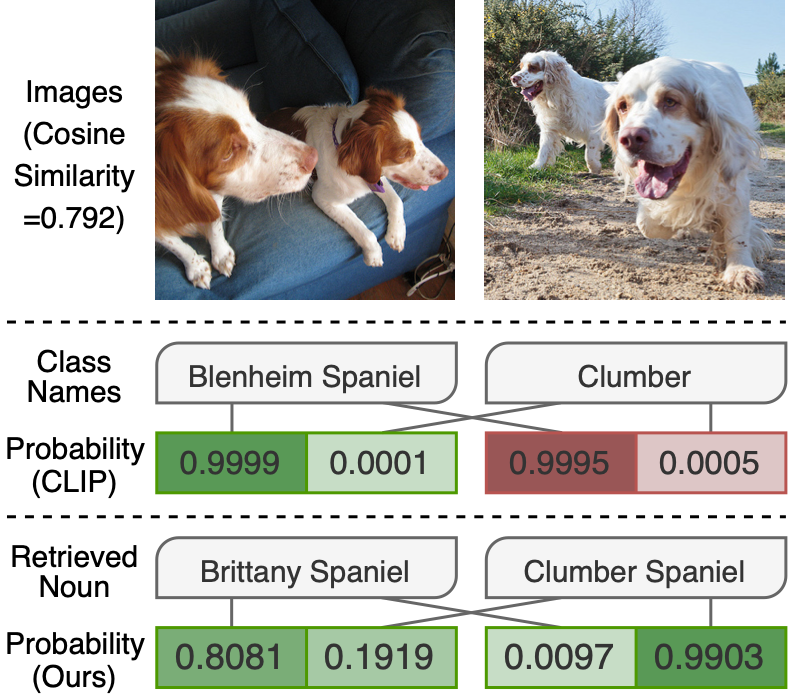 Images
(Cosine
Similarity
=0.792)
Class
Names
Blenheim Spaniel
Clumber
Probability
(CLIP)
0.9999
0.0001
0.9995
0.0005
Retrieved
Noun
Brittany Spaniel
Clumber Spaniel
Probability
(Ours)
0.8081
0.1919
0.0097
0.9903